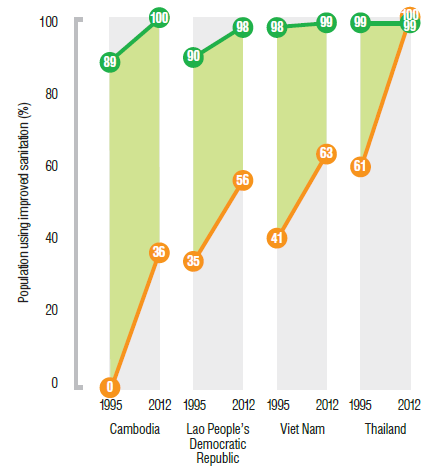 Population using improved sanitation (%)
100
80
60
40
20
0
89
100
0
36
90
98
35
56
98
99
41
63
99
99
61
100
1995 2012 1995 2012 1995 2012 1995 2012
Cambodia
Lao People's
Democratic
Republic
Viet Nam
Thailand